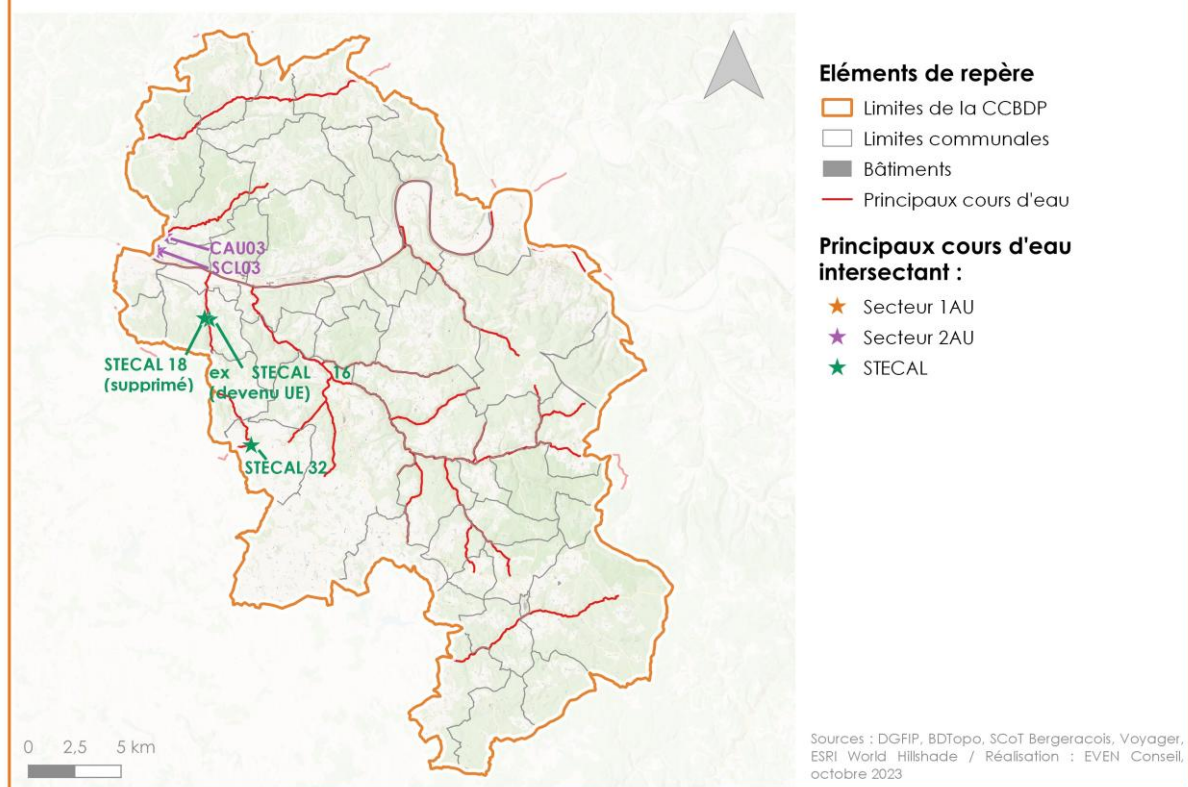 CAU03
SCL03
STECAL 18
(supprimé)
ex STECAL 16
(devenu UE)
STECAL 32
0 2,5 5 km
Eléments de repère
Limites de la CCBDP
Limites communales
Bâtiments
Principaux cours d'eau
Principaux cours d'eau
intersectant :
Secteur 1AU
Secteur 2AU
STECAL
Sources : DGFIP, BDTopo, SCoT Bergeracois, Voyager,
ESRI World Hillshade / Réalisation : EVEN Conseil,
octobre 2023